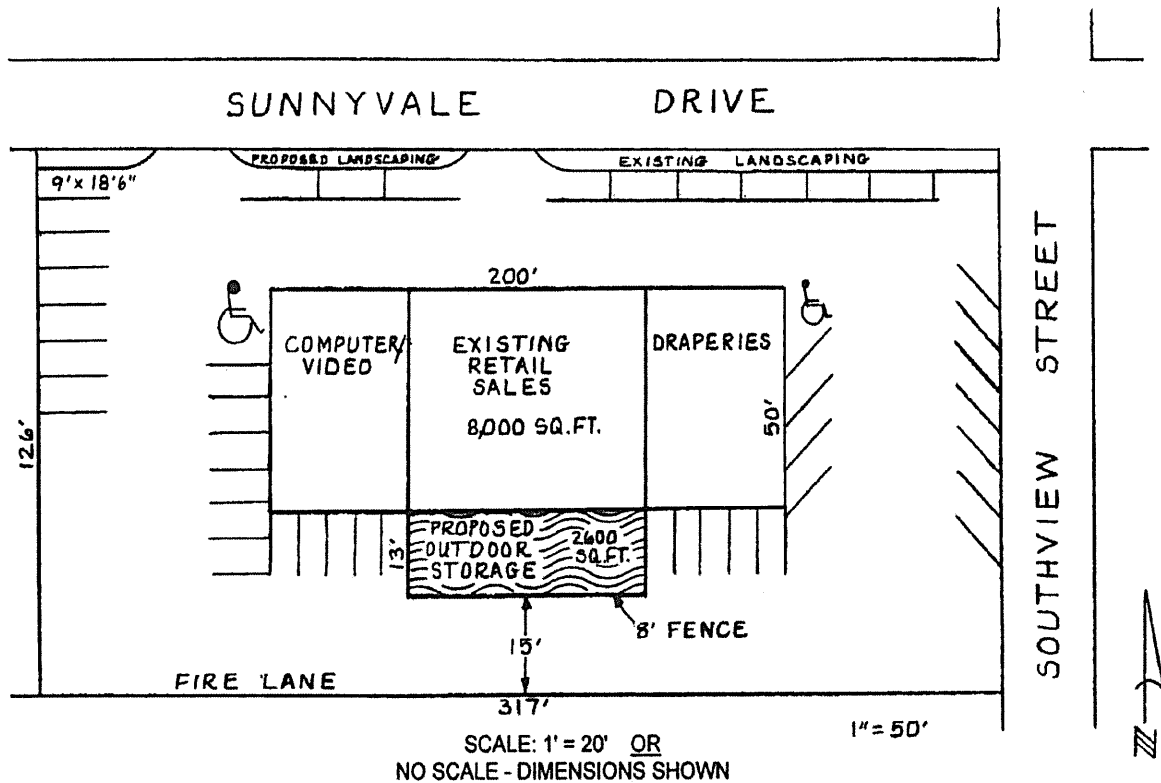 SUNNYVALE DRIVE
PROPOSED LANDSCAPING
EXISTING LANDSCAPING
9' x 18'6"
200'
COMPUTER/
VIDEO
EXISTING
RETAIL
SALES
8,000 SQ.FT.
DRAPERIES
50'
126'
SOUTHVIEW STREET
PROPOSED
OUTDOOR
STORAGE
2600
SQ.FT.
13'
8' FENCE
15'
FIRE LANE
317'
1" = 50'
SCALE: 1' = 20' OR
NO SCALE - DIMENSIONS SHOWN
N